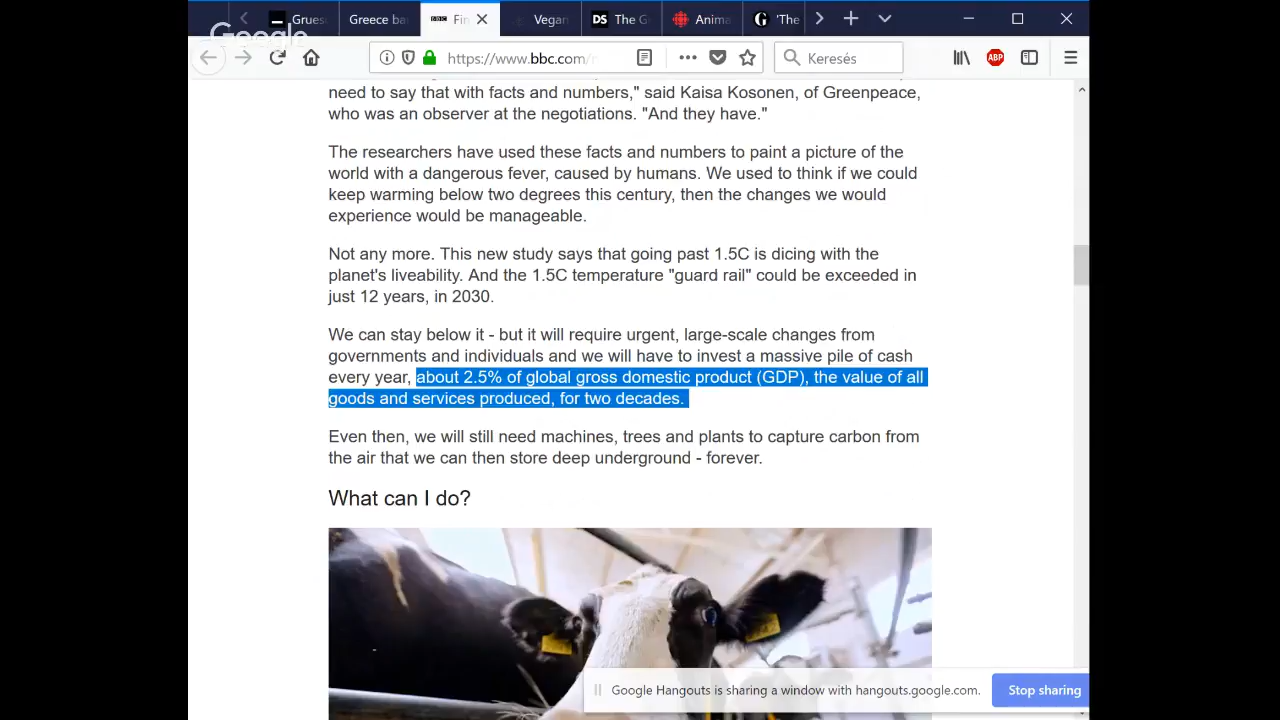 Grues
Greece ba
BBC
Fin
Vegan
DS
The G
Anima
G
'The
Google
https://www.bbc.com/
Keresés
ABP
need to say that with facts and numbers," said Kaisa Kosonen, of Greenpeace,
who was an observer at the negotiations. "And they have."
The researchers have used these facts and numbers to paint a picture of the
world with a dangerous fever, caused by humans. We used to think if we could
keep warming below two degrees this century, then the changes we would
experience would be manageable.
Not any more. This new study says that going past 1.5C is dicing with the
planet's liveability. And the 1.5C temperature "guard rail" could be exceeded in
just 12 years, in 2030.
We can stay below it - but it will require urgent, large-scale changes from
governments and individuals and we will have to invest a massive pile of cash
every year, about 2.5% of global gross domestic product (GDP), the value of all
goods and services produced, for two decades.
Even then, we will still need machines, trees and plants to capture carbon from
the air that we can then store deep underground - forever.
What can I do?
Google Hangouts is sharing a window with hangouts.google.com.
Stop sharing